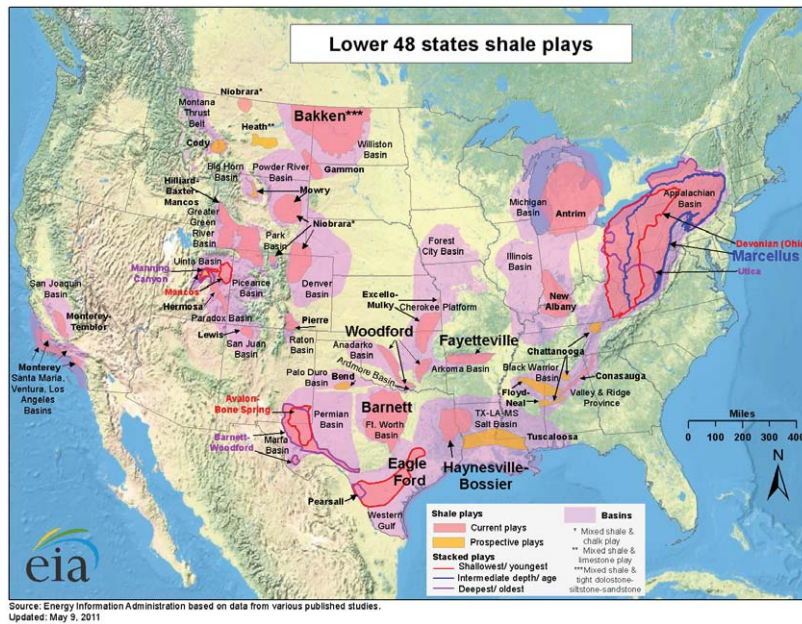 Lower 48 states shale plays
Niobrara*
Montana
Thrust
Belt
Heath**
Cody
Bakken***
Williston
Basin
Big Horn
Basin
Powder River
Basin
Gammon
Hilliard-
Baxter-
Mancos
Mowry
Greater
Green
River
Basin
Park
Basin
Niobrara*
Uinta Basin
Manning
Canyon
Mancos
Piceance
Basin
Denver
Basin
Hermosa
Paradox Basin
Lewis
San Juan
Basin
Pierre
Raton
Basin
San Joaquin
Basin
Monterey-
Temblor
Monterey
Santa Maria,
Ventura, Los
Angeles
Basins
Forest
City Basin
Excello-
Mulky
Cherokee Platform
Woodford
Anadarko
Basin
Ardmore Basin
Palo Duro
Basin
Bend
Fayetteville
Arkoma Basin
Michigan
Basin
Antrim
Illinois
Basin
New
Albany
Appalachian
Basin
Devonian (Ohi
Marcellus
Utica
Chattanooga
Black Warrior
Basin
Conasauga
Floyd-
Neal
Valley & Ridge
Province
TX-LA-MS
Salt Basin
Tuscaloosa
Avalon-
Bone Spring
Permian
Basin
Barnett
Ft. Worth
Basin
Barnett-
Woodford
Marfa
Basin
Haynesville-
Bossier
Eagle
Ford
Pearsall
Western
Gulf
Miles
0 100 200 300 400
N
Shale plays
Current plays
Prospective plays
Stacked plays
Shallowest/ youngest
Intermediate depth/ age
Deepest/ oldest
Basins
* Mixed shale &
chalk play
** Mixed shale &
limestone play
***Mixed shale &
tight dolostone-
siltstone-sandstone
eia
Source: Energy Information Administration based on data from various published studies.
Updated: May 9, 2011